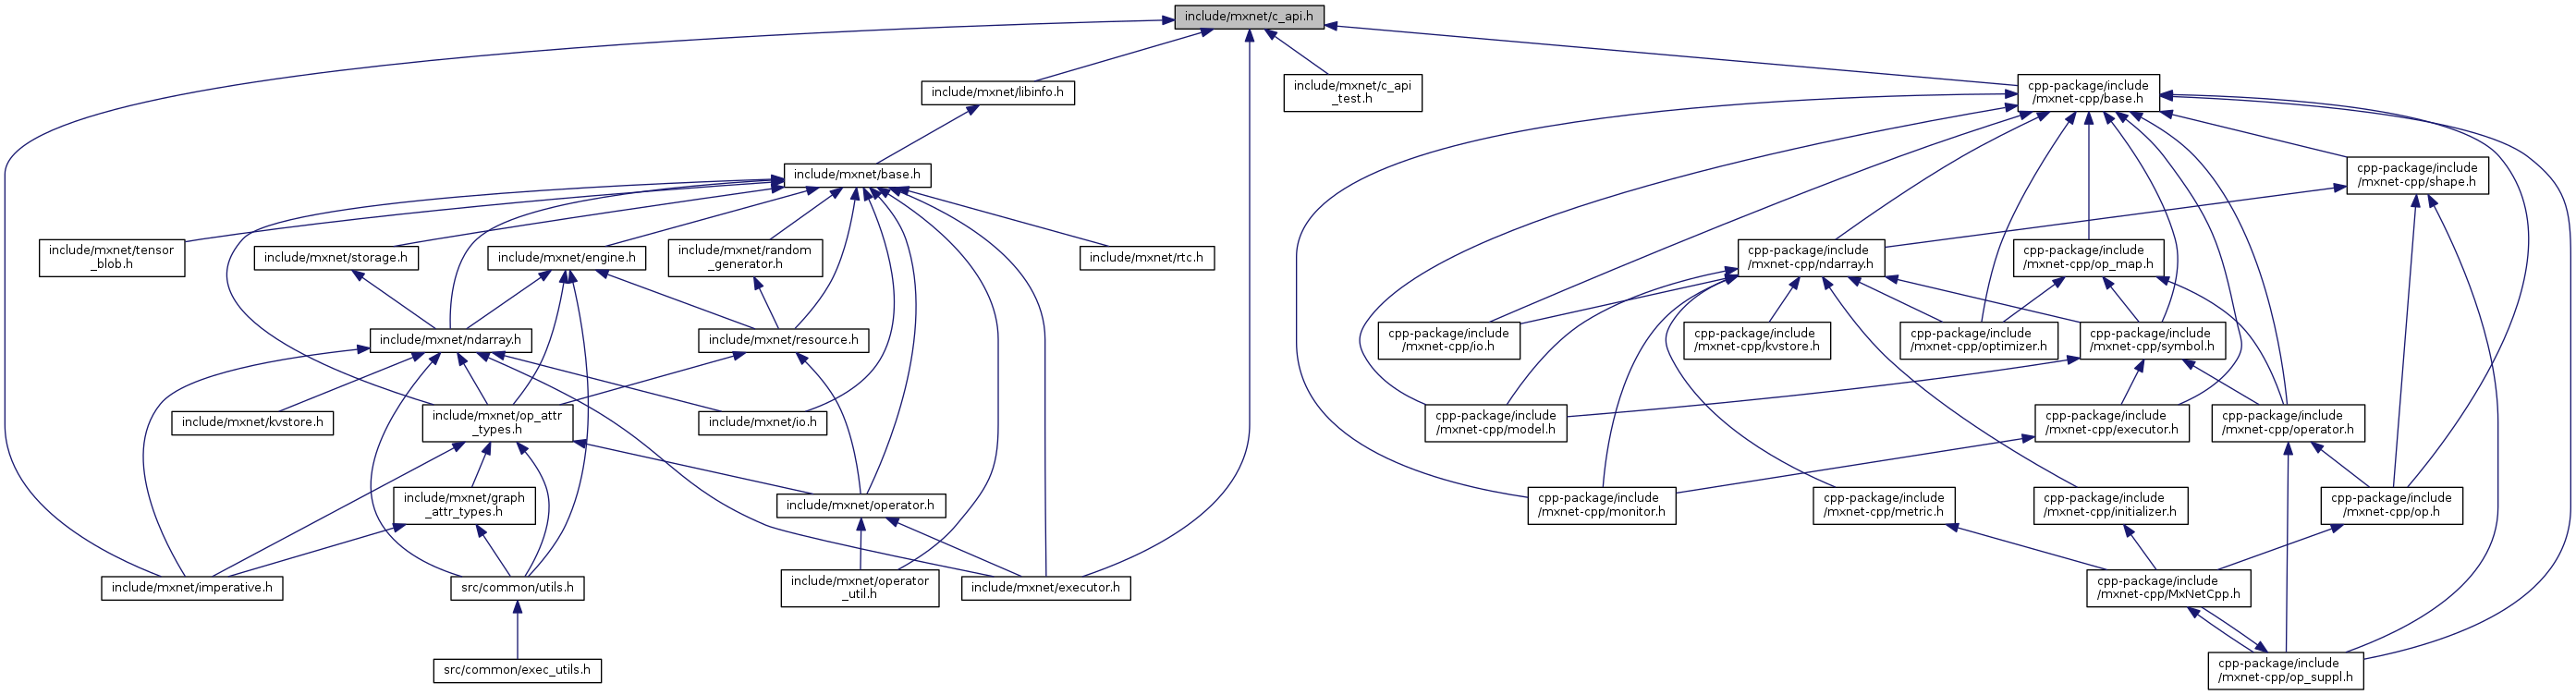 include/mxnet/c_api.h
include/mxnet/libinfo.h
include/mxnet/c_api
_test.h
cpp-package/include
/mxnet-cpp/base.h
include/mxnet/base.h
cpp-package/include
/mxnet-cpp/shape.h
include/mxnet/tensor
_blob.h
include/mxnet/storage.h
include/mxnet/engine.h
include/mxnet/random
_generator.h
include/mxnet/rtc.h
cpp-package/include
/mxnet-cpp/ndarray.h
cpp-package/include
/mxnet-cpp/op_map.h
include/mxnet/ndarray.h
include/mxnet/resource.h
cpp-package/include
/mxnet-cpp/io.h
cpp-package/include
/mxnet-cpp/kvstore.h
cpp-package/include
/mxnet-cpp/optimizer.h
cpp-package/include
/mxnet-cpp/symbol.h
include/mxnet/kvstore.h
include/mxnet/op_attr
_types.h
include/mxnet/io.h
cpp-package/include
/mxnet-cpp/model.h
cpp-package/include
/mxnet-cpp/executor.h
cpp-package/include
/mxnet-cpp/operator.h
include/mxnet/graph
_attr_types.h
include/mxnet/operator.h
cpp-package/include
/mxnet-cpp/monitor.h
cpp-package/include
/mxnet-cpp/metric.h
cpp-package/include
/mxnet-cpp/initializer.h
cpp-package/include
/mxnet-cpp/op.h
include/mxnet/imperative.h
src/common/utils.h
include/mxnet/operator
_util.h
include/mxnet/executor.h
cpp-package/include
/mxnet-cpp/MxNetCpp.h
src/common/exec_utils.h
cpp-package/include
/mxnet-cpp/op_suppl.h